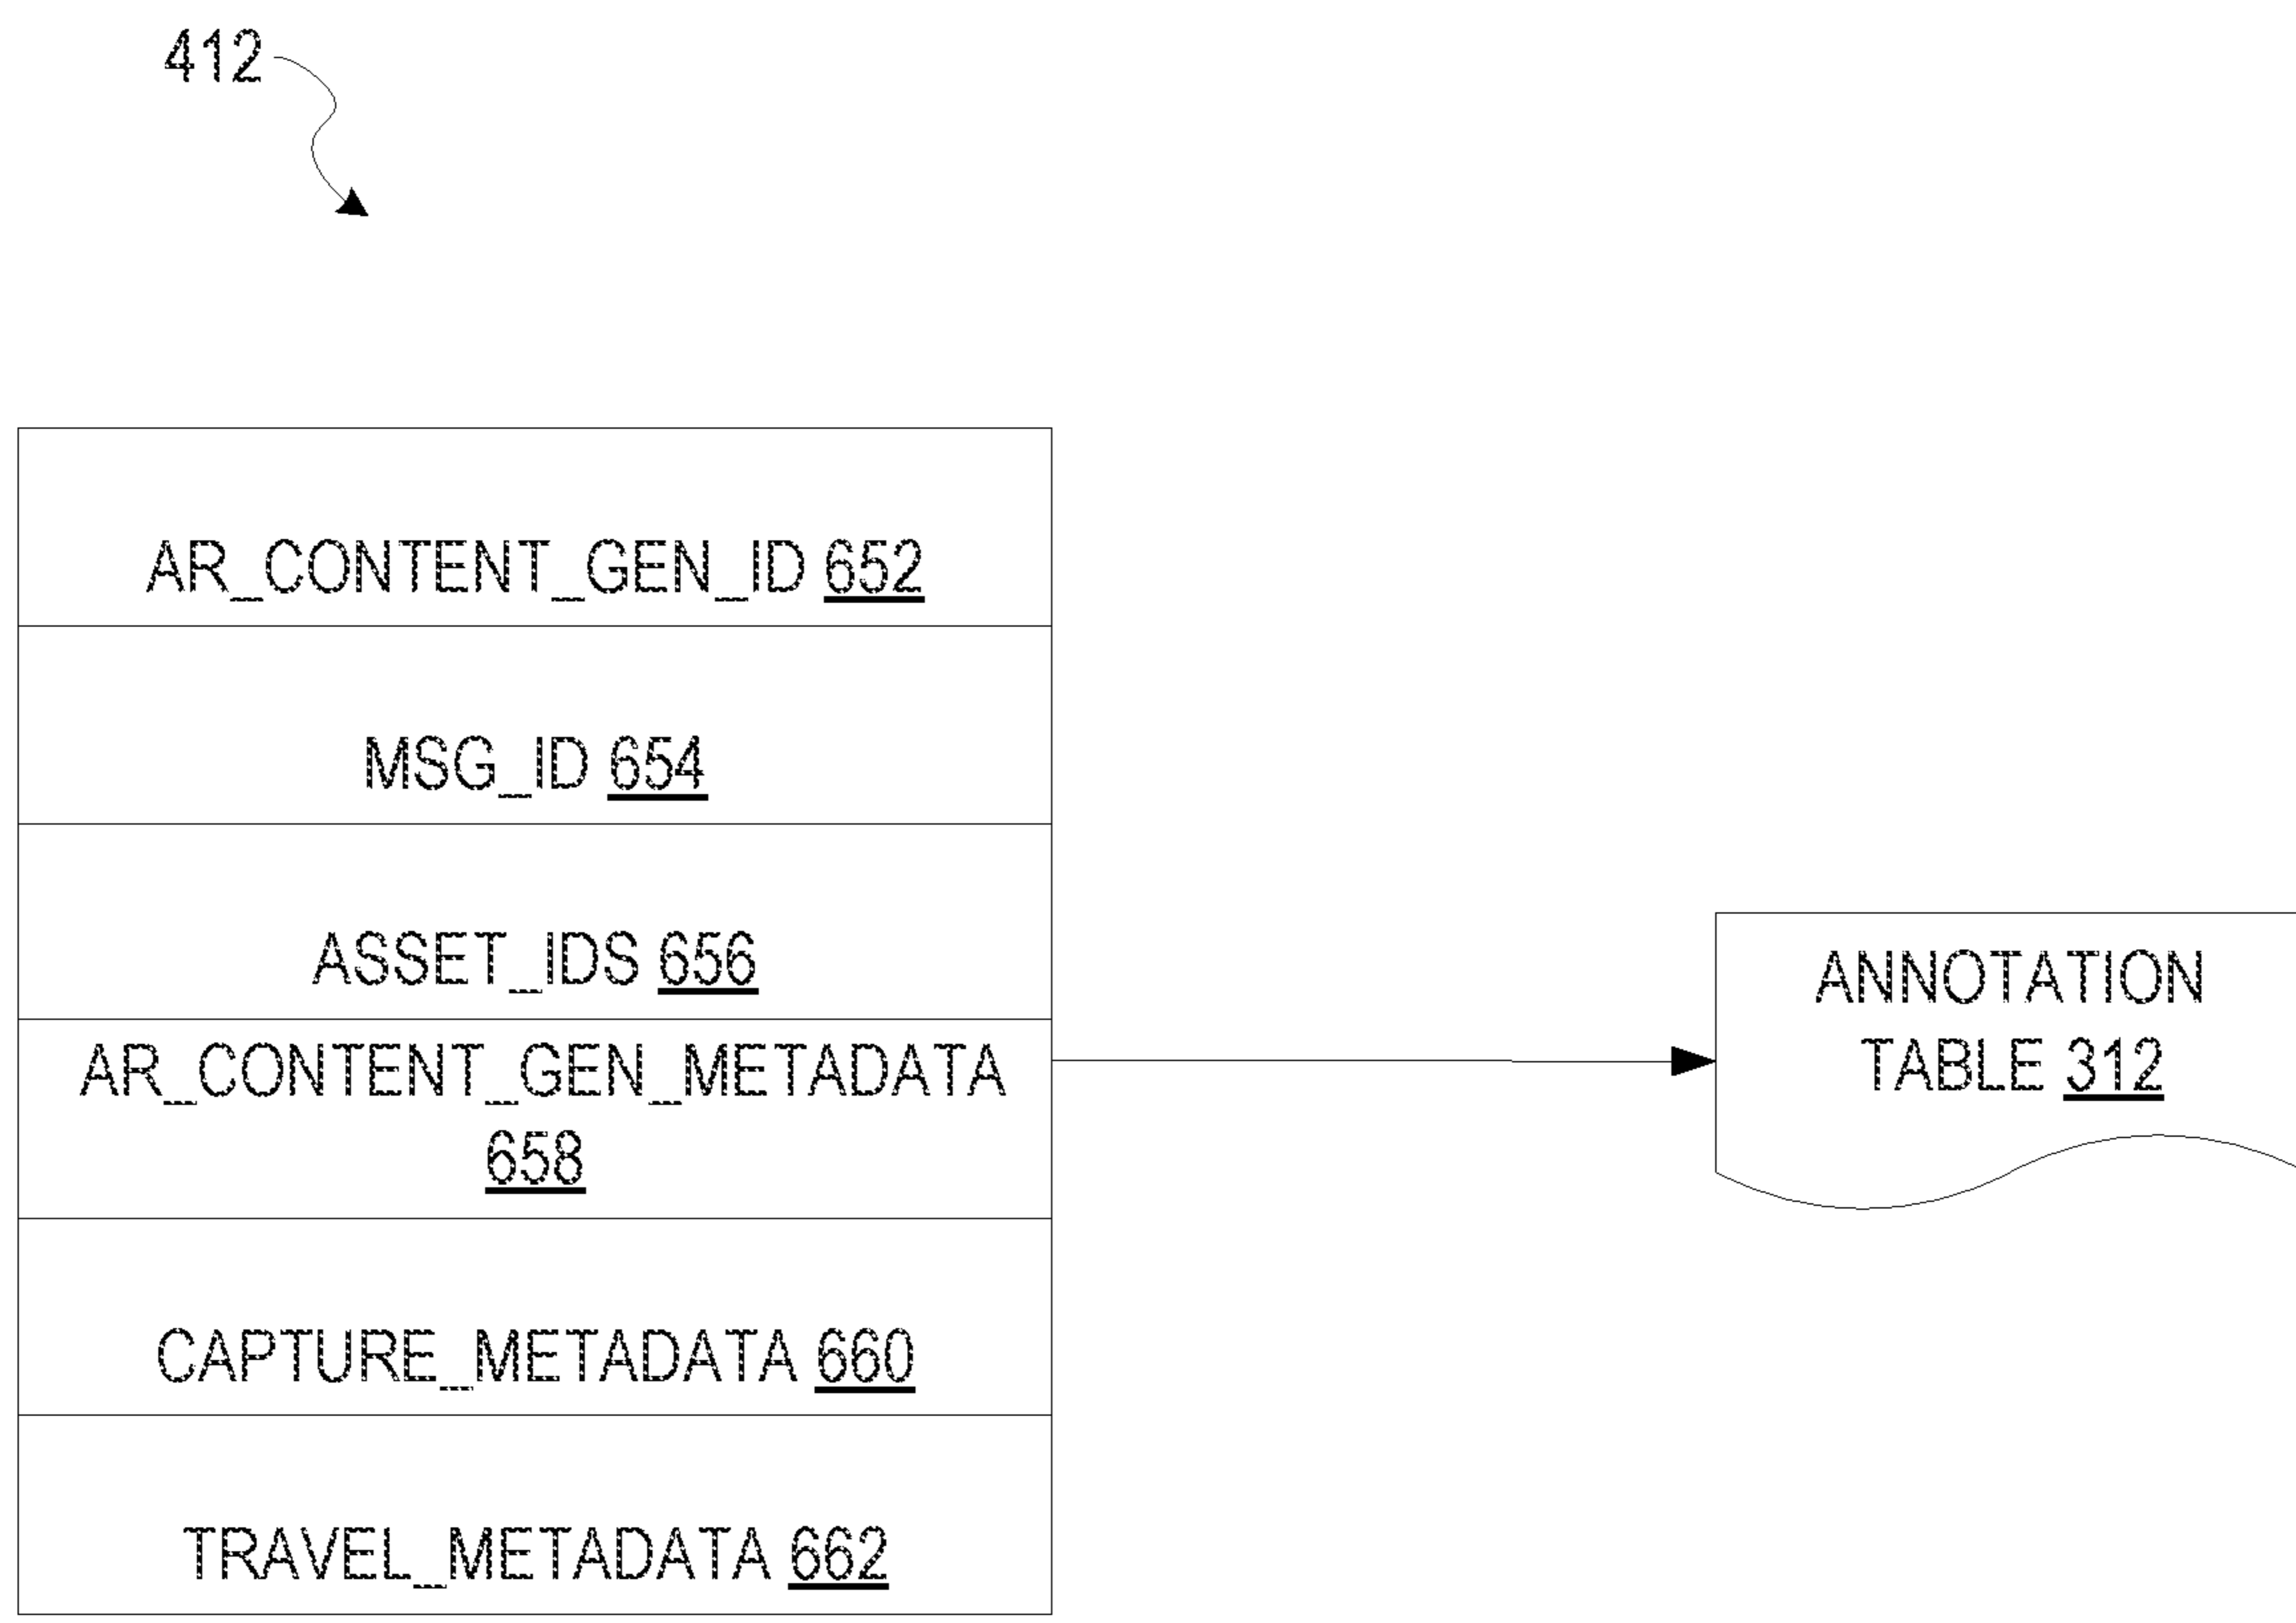 412
AR_CONTENT_GEN_ID 652
MSG_ID 654
ASSET_IDS 656
AR_CONTENT_GEN_METADATA
658
CAPTURE_METADATA 660
TRAVEL_METADATA 662
ANNOTATION
TABLE 312